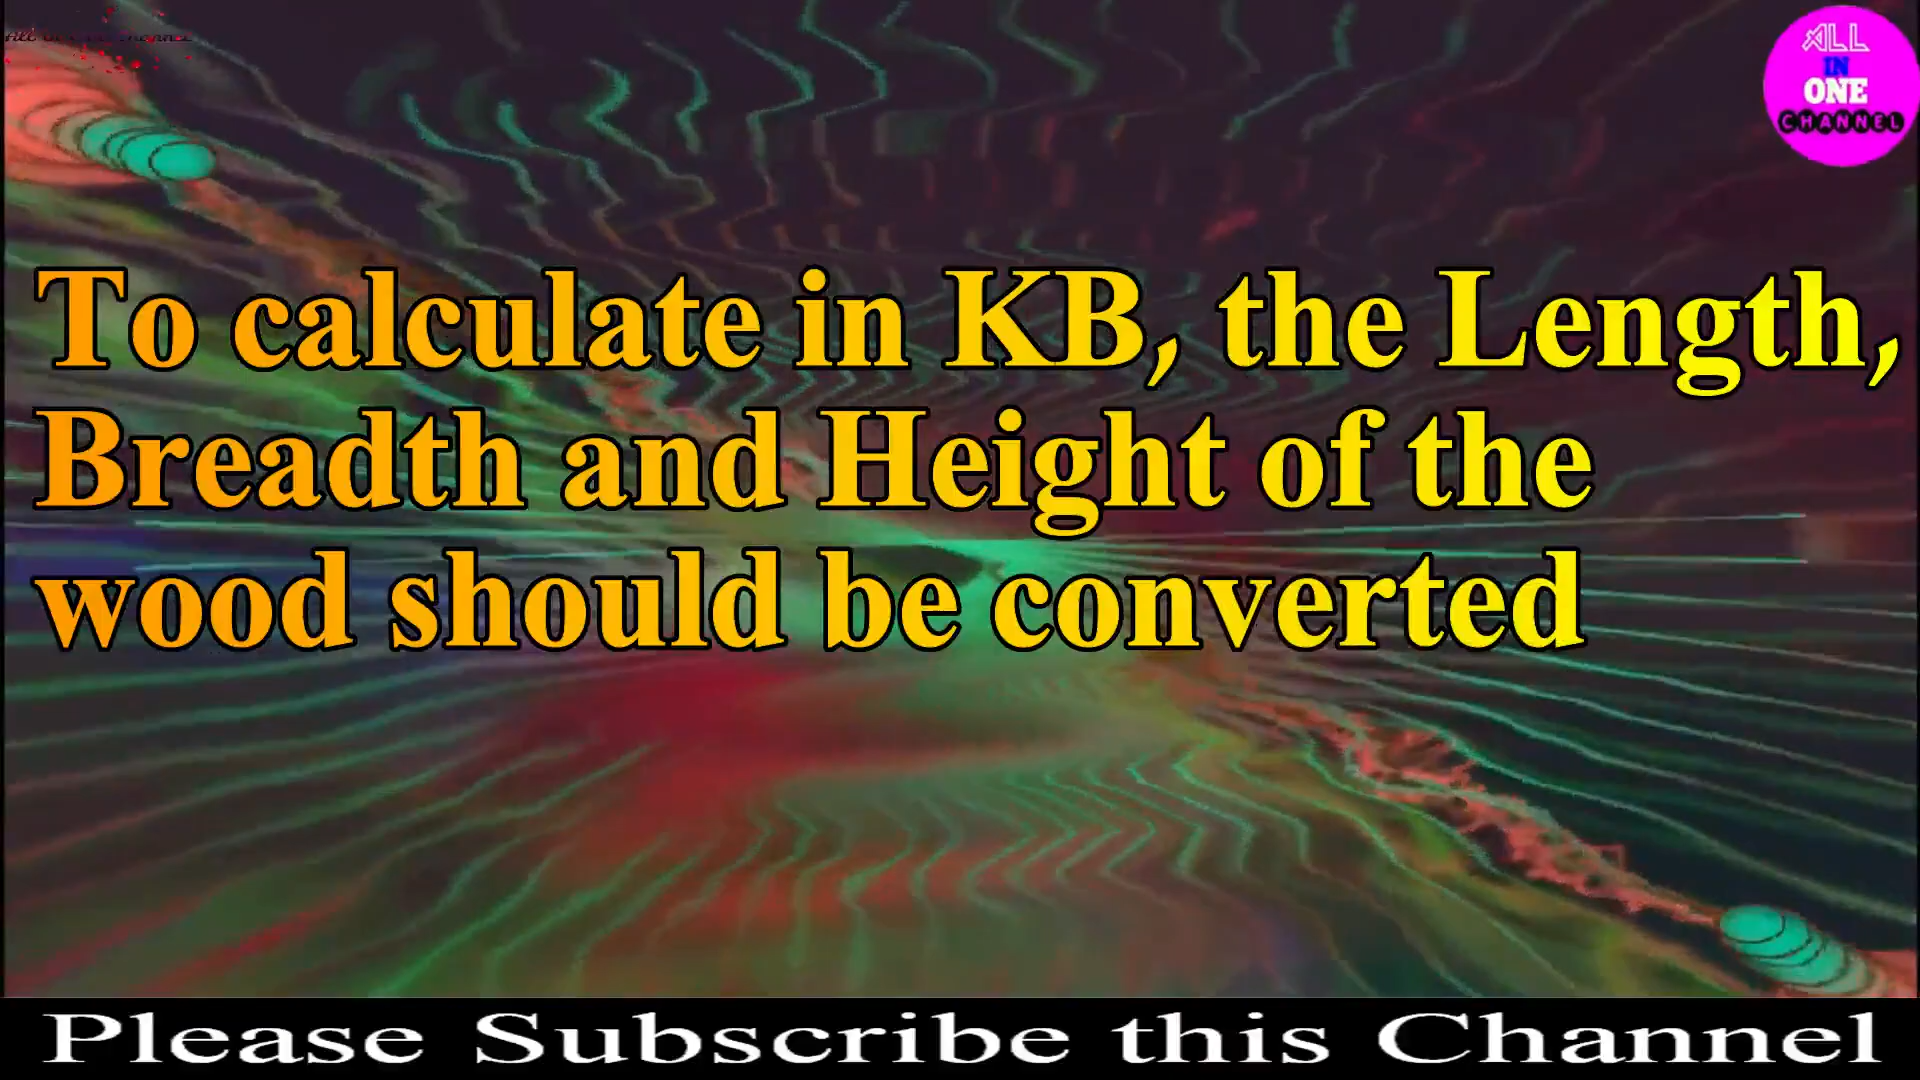 ALL
IN
ONE
CHANNEL
To calculate in KB, the Length,
Breadth and Height of the
wood should be converted
Please Subscribe this Channel